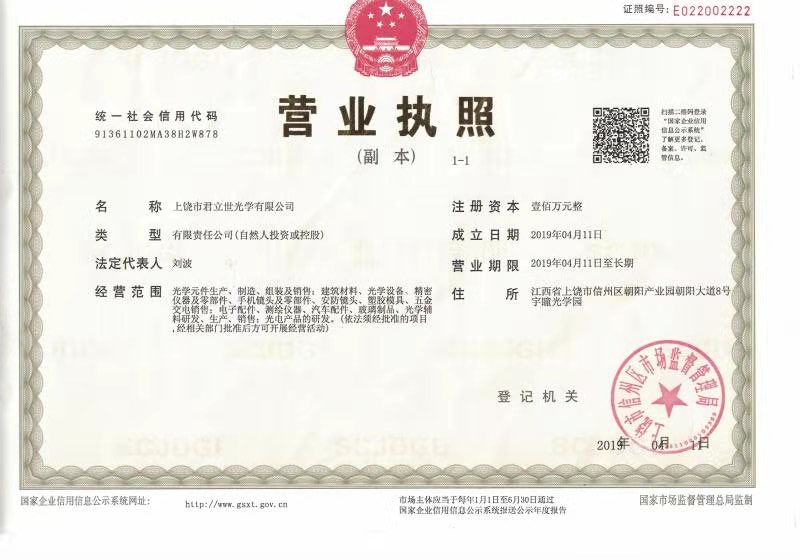 证照编号: E022002222
营业执照
(副 本) 1-1
统一社会信用代码
91361102MA38H2W878
扫描二维码登录
“国家企业信用
信息公示系统”
了解更多登记、
备案、许可、监
管信息。
名 称 上饶市君立世光学有限公司
类 型 有限责任公司(自然人投资或控股)
法定代表人 刘波
经营范围 光学元件生产、制造、组装及销售；建筑材料、光学设备、精密
仪器及零部件、手机镜头及零部件、安防镜头、塑胶模具、五金
交电销售；电子配件、测绘仪器、汽车配件、玻璃制品、光学辅
料研发、生产、销售；光电产品的研发。(依法须经批准的项目
,经相关部门批准后方可开展经营活动)
注册资本 壹佰万元整
成立日期 2019年04月11日
营业期限 2019年04月11日至长期
住 所 江西省上饶市信州区朝阳产业园朝阳大道8号
宇瞳光学园
登记机关
上饶市信州区市场监督管理局
2019年 04月 11日
国家企业信用信息公示系统网址: http://www.gsxt.gov.cn
市场主体应当于每年1月1日至6月30日通过
国家企业信用信息公示系统报送公示年度报告
国家市场监督管理总局监制